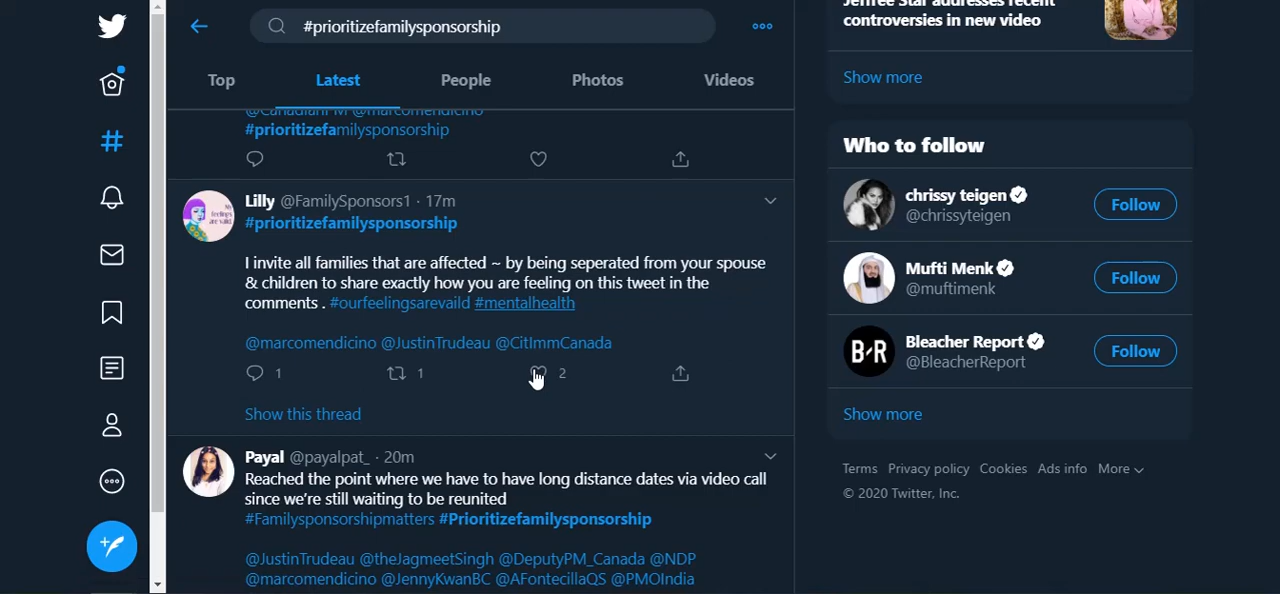 #prioritizefamilysponsorship
Top Latest People Photos Videos
@CanadianPM @marcomendicino
#prioritizefamilysponsorship
Lilly @FamilySponsors1 · 17m
#prioritizefamilysponsorship
I invite all families that are affected ~ by being seperated from your spouse
& children to share exactly how you are feeling on this tweet in the
comments . #ourfeelingsarevaild #mentalhealth
@marcomendicino @JustinTrudeau @CitImmCanada
1 1 2
Show this thread
Payal @payalpat_ · 20m
Reached the point where we have to have long distance dates via video call
since we're still waiting to be reunited
#Familysponsorshipmatters #Prioritizefamilysponsorship
@JustinTrudeau @theJagmeetSingh @DeputyPM_Canada @NDP
@marcomendicino @JennyKwanBC @AFontecillaQS @PMOIndia
Jeffree Star addresses recent
controversies in new video
Show more
Who to follow
chrissy teigen
@chrissyteigen
Follow
Mufti Menk
@muftimenk
Follow
B/R
Bleacher Report
@BleacherReport
Follow
Show more
Terms Privacy policy Cookies Ads info More
© 2020 Twitter, Inc.